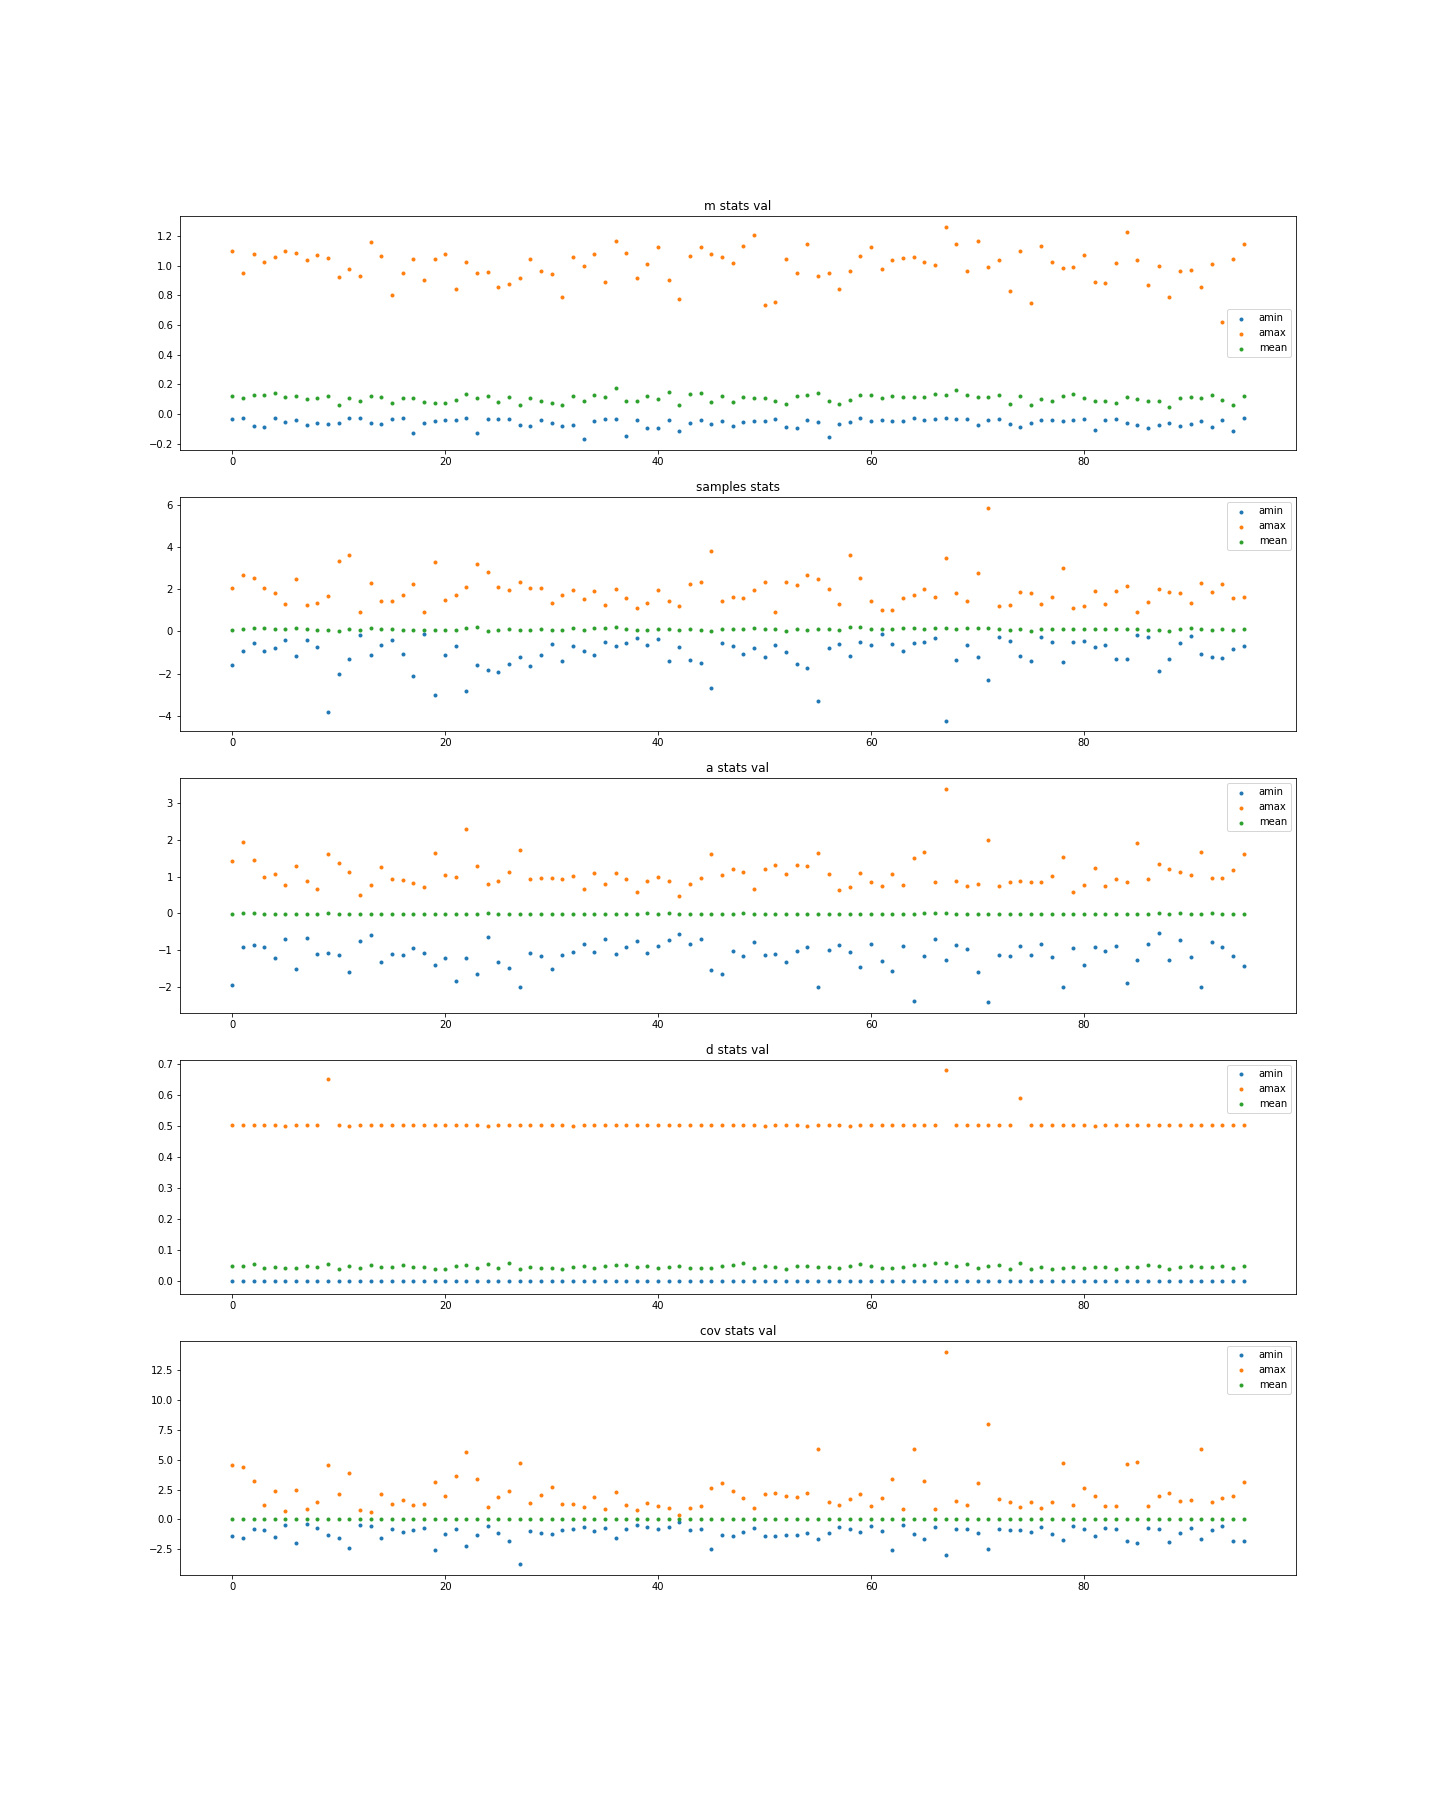 m stats val
1.2
1.0
0.8
0.6
0.4
0.2
0.0
−0.2
amin
amax
mean
0 20 40 60 80
samples stats
6
4
2
0
−2
−4
amin
amax
mean
0 20 40 60 80
a stats val
3
2
1
0
−1
−2
amin
amax
mean
0 20 40 60 80
d stats val
0.7
0.6
0.5
0.4
0.3
0.2
0.1
0.0
amin
amax
mean
0 20 40 60 80
cov stats val
12.5
10.0
7.5
5.0
2.5
0.0
−2.5
amin
amax
mean
0 20 40 60 80